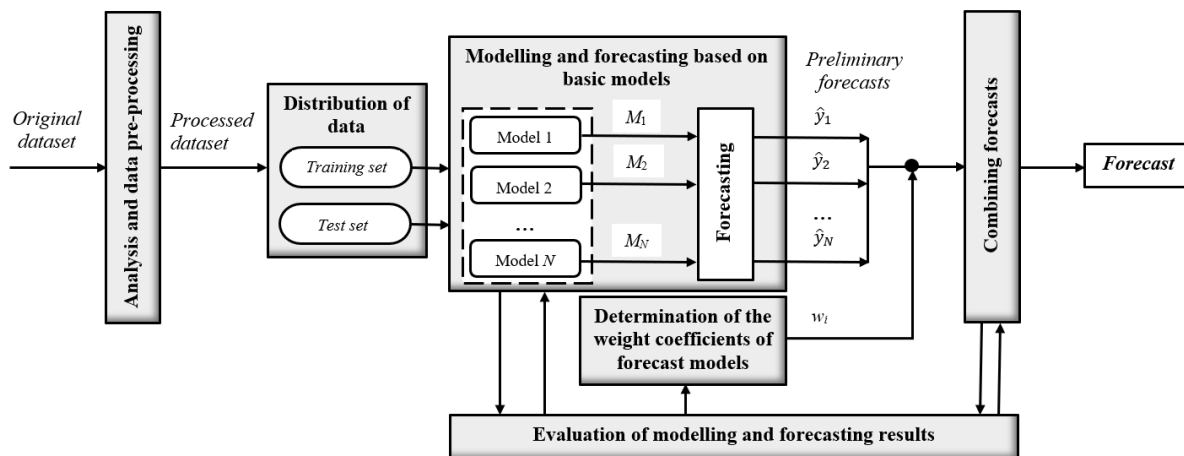 Original
dataset
Analysis and data pre-processing
Processed
dataset
Distribution of
data
Training set
Test set
Modelling and forecasting based on
basic models
Model 1
Model 2
...
Model N
M₁
M₂
M_N
Forecasting
Preliminary
forecasts
ŷ₁
ŷ₂
...
ŷ_N
Determination of the
weight coefficients of
forecast models
wᵢ
Combining forecasts
Forecast
Evaluation of modelling and forecasting results